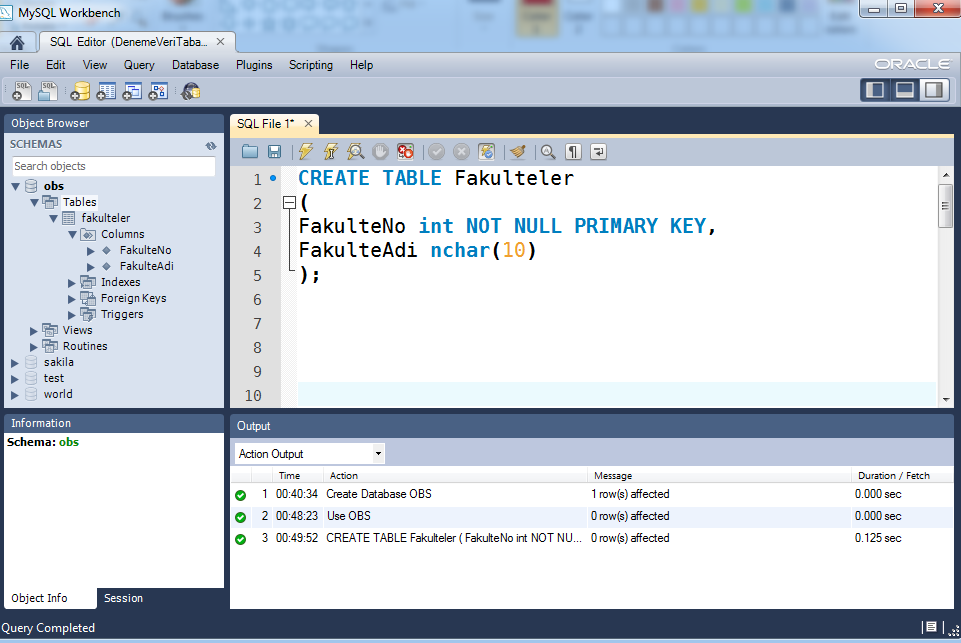 MySQL Workbench
SQL Editor (DenemeVeriTaba...
File Edit View Query Database Plugins Scripting Help
ORACLE
SQL SQL
Object Browser
SCHEMAS
Search objects
obs
Tables
fakulteler
Columns
FakulteNo
FakulteAdi
Indexes
Foreign Keys
Triggers
Views
Routines
sakila
test
world
Information
Schema: obs
Object Info Session
SQL File 1*
1 CREATE TABLE Fakulteler
2 (
3 FakulteNo int NOT NULL PRIMARY KEY,
4 FakulteAdi nchar(10)
5 );
6
7
8
9
10
Output
Action Output
Time Action Message Duration / Fetch
1 00:40:34 Create Database OBS 1 row(s) affected 0.000 sec
2 00:48:23 Use OBS 0 row(s) affected 0.000 sec
3 00:49:52 CREATE TABLE Fakulteler ( FakulteNo int NOT NU... 0 row(s) affected 0.125 sec
Query Completed